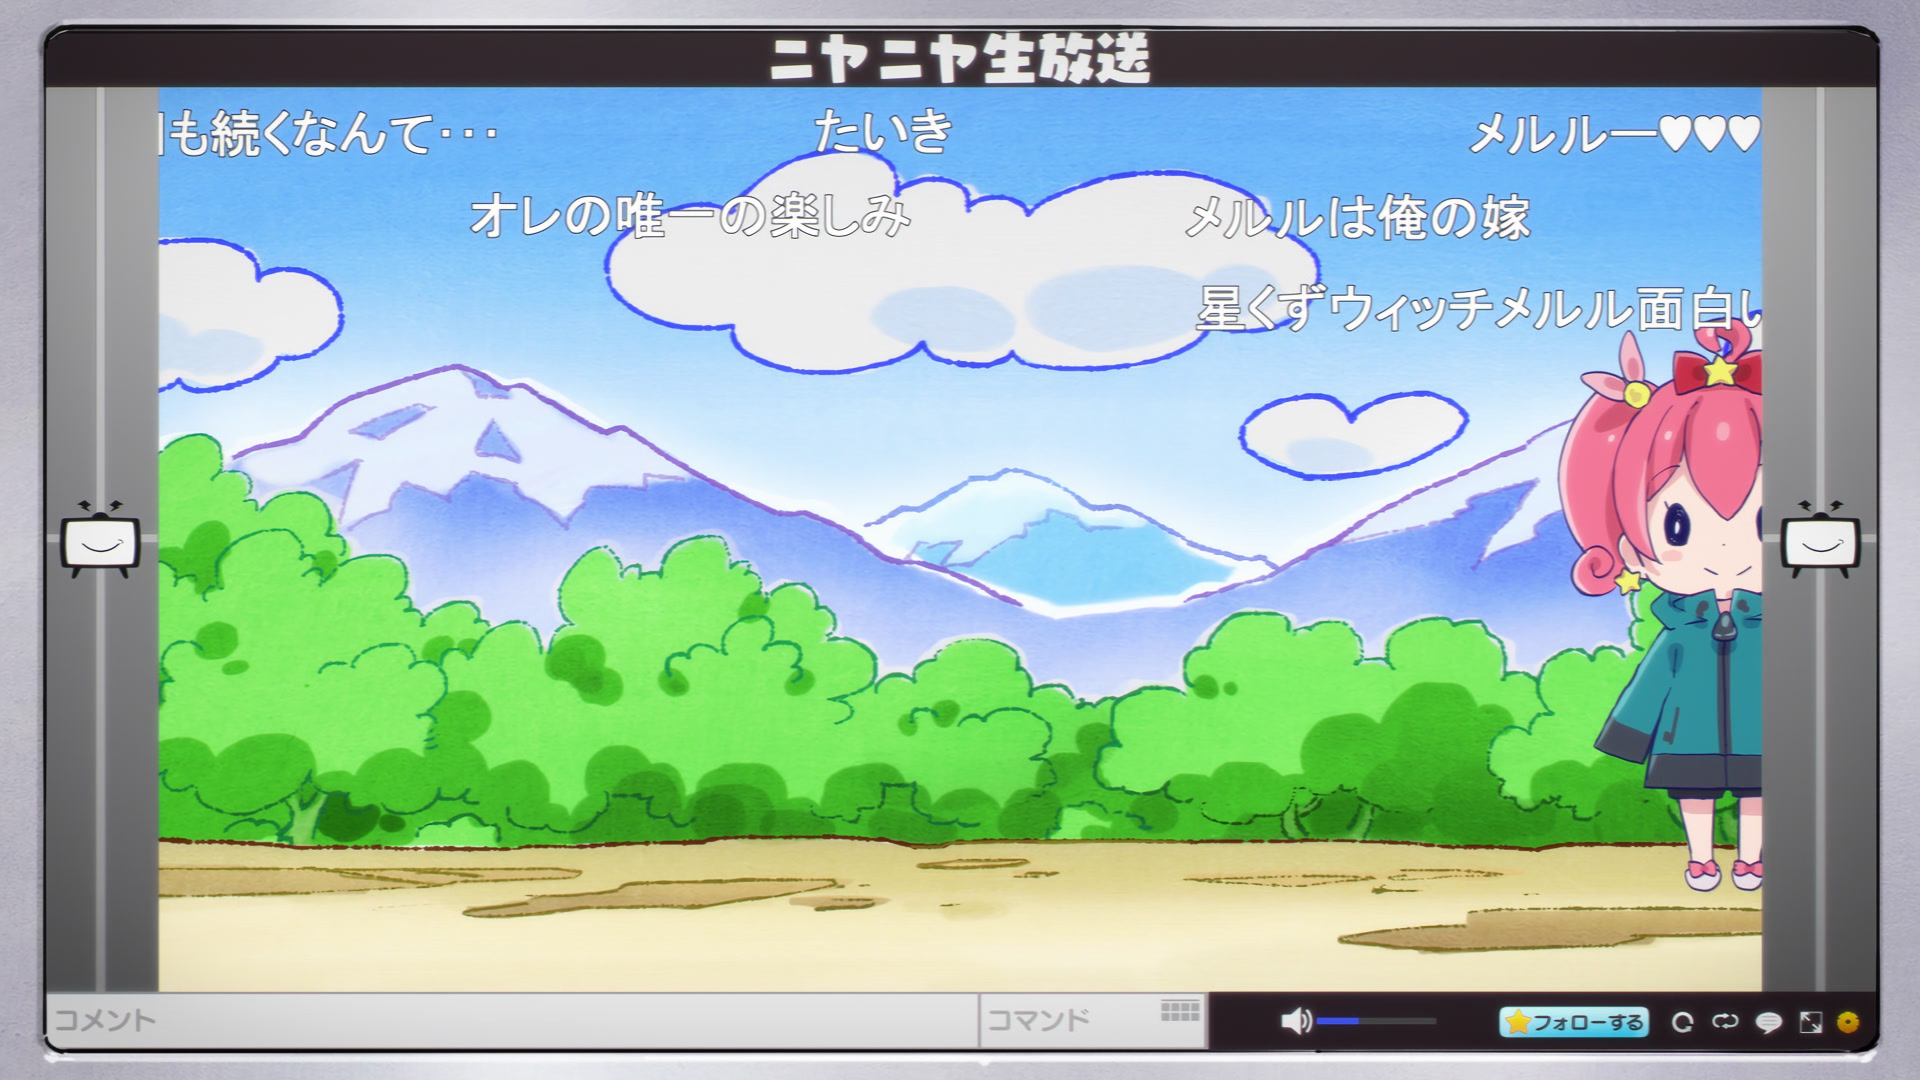 ニヤニヤ生放送
も続くなんて･･･
たいき
メルルー♥♥♥
オレの唯一の楽しみ
メルルは俺の嫁
星くずウィッチメルル面白い
コメント
コマンド
フォローする